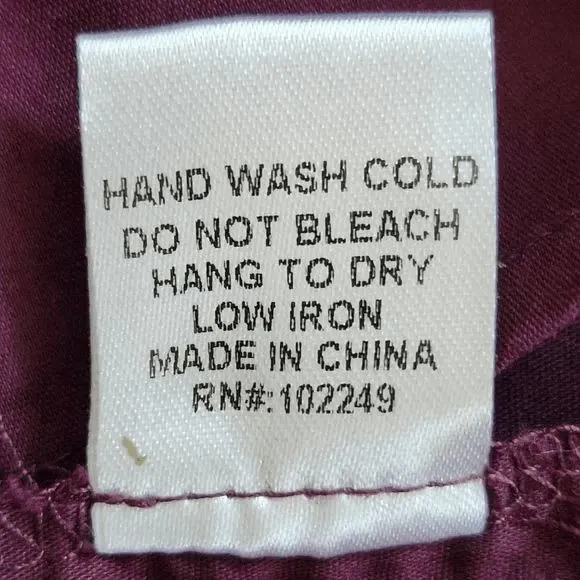 HAND WASH COLD
DO NOT BLEACH
HANG TO DRY
LOW IRON
MADE IN CHINA
RN#:102249